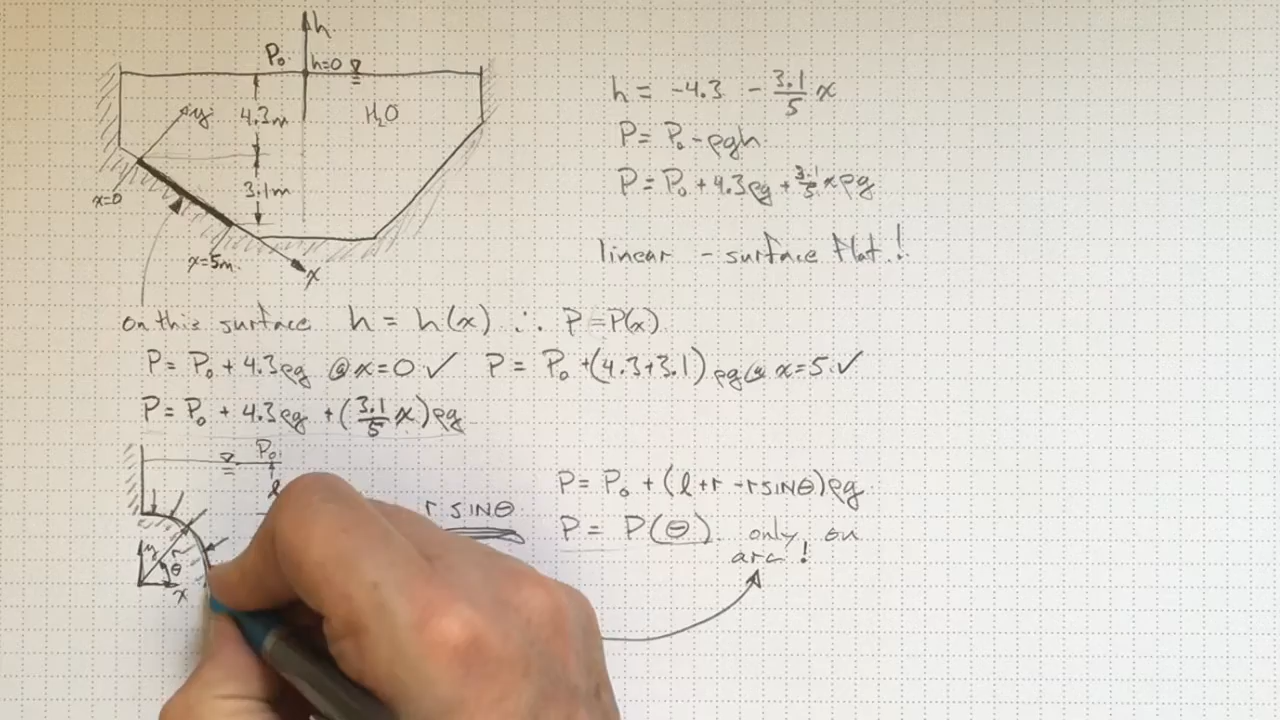 h
P₀ h=0
4.3m H₂O
y
3.1m
x=0
x=5m
x
h = -4.3 - 3.1/5 x
P = P₀ - ρgh
P = P₀ + 4.3ρg + 3.1/5 xρg
linear - surface flat!
on this surface h = h(x) ∴ P = P(x)
P = P₀ + 4.3ρg @ x=0 ✓ P = P₀ + (4.3+3.1) ρg @ x=5 ✓
P = P₀ + 4.3ρg + (3.1/5 x) ρg
P₀
l
r
θ
y
x
r SINθ
P = P₀ + (l+r -r SINθ)ρg
P = P(θ) only on
arc!